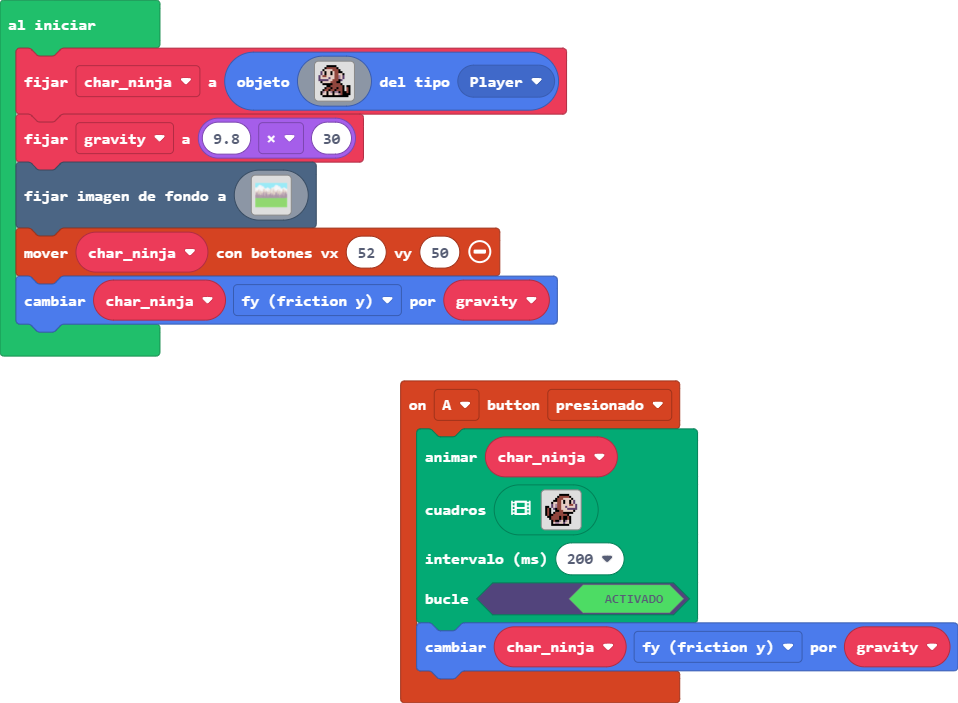 al iniciar
fijar char_ninja a objeto del tipo Player
fijar gravity a 9.8 × 30
fijar imagen de fondo a
mover char_ninja con botones vx 52 vy 50
cambiar char_ninja fy (friction y) por gravity
on A button presionado
animar char_ninja
cuadros
intervalo (ms) 200
bucle ACTIVADO
cambiar char_ninja fy (friction y) por gravity